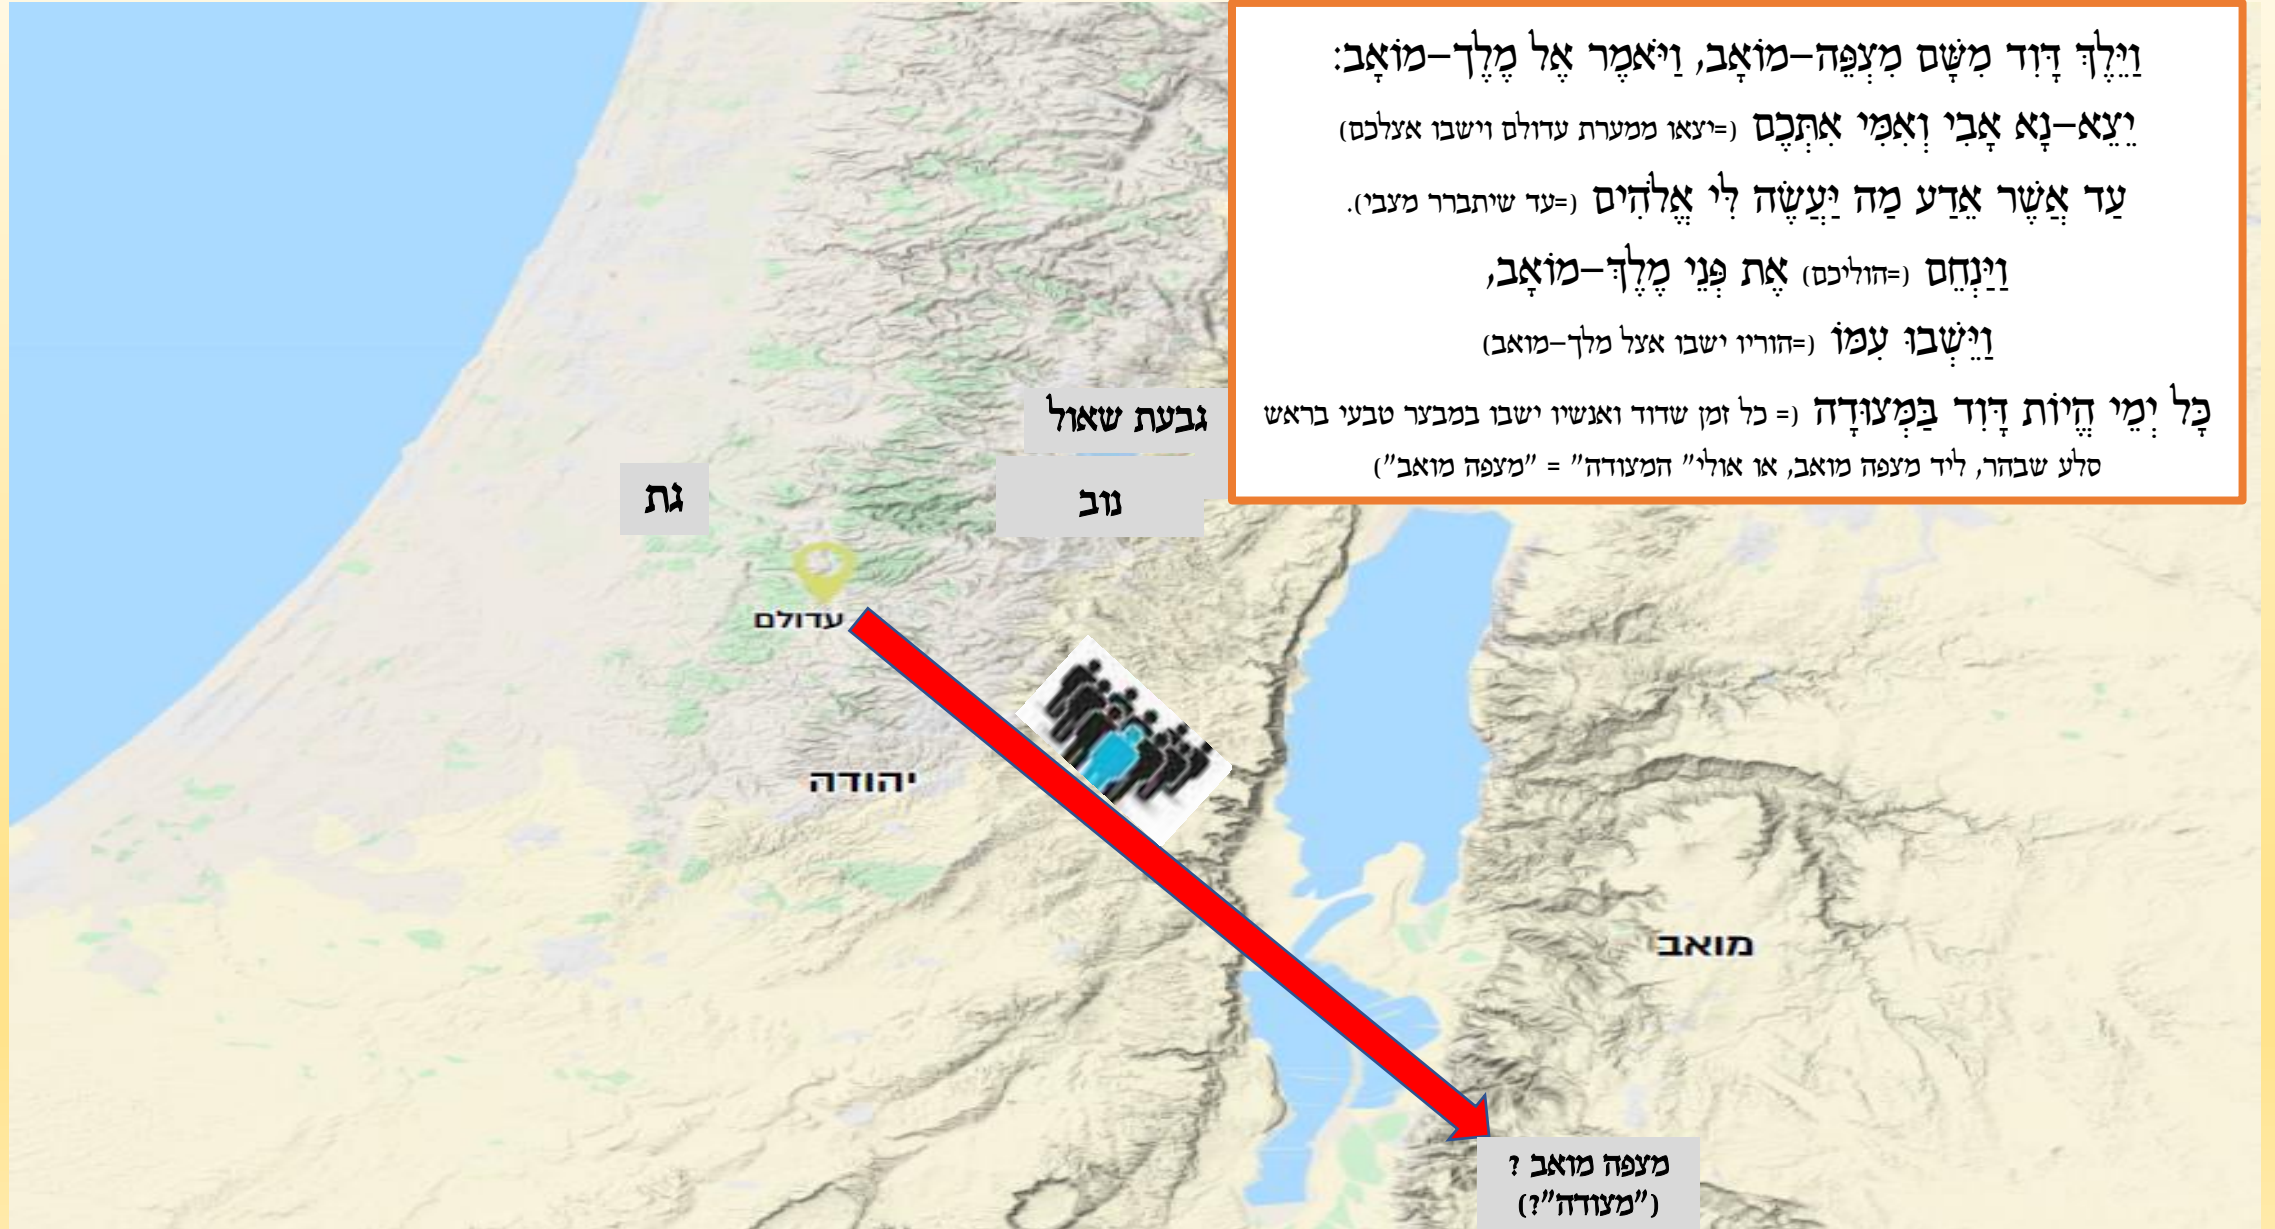 וַיֵּלֶךְ דָּוִד מִשָּׁם מִצְפֵּה–מוֹאָב, וַיֹּאמֶר אֶל מֶלֶך–מוֹאָב:
יֵצֵא–נָא אָבִי וְאִמִּי אִתְּכֶם (=יצאו ממערת עדולם וישבו אצלכם)
עַד אֲשֶׁר אֵדַע מַה יַּעֲשֶׂה לִּי אֱלֹהִים (=עד שיתברר מצבי).
וַיַּנְחֵם (=הוליכם) אֶת פְּנֵי מֶלֶךְ–מוֹאָב,
וַיֵּשְׁבוּ עִמּוֹ (=הוריו ישבו אצל מלך–מואב)
כָּל יְמֵי הֱיוֹת דָּוִד בַּמְּצוּדָה (= כל זמן שדוד ואנשיו ישבו במבצר טבעי בראש
סלע שבהר, ליד מצפה מואב, או אולי" המצודה" = "מצפה מואב")
גבעת שאול
גת
נוב
עדולם
יהודה
מואב
מצפה מואב ?
("מצודה"?)